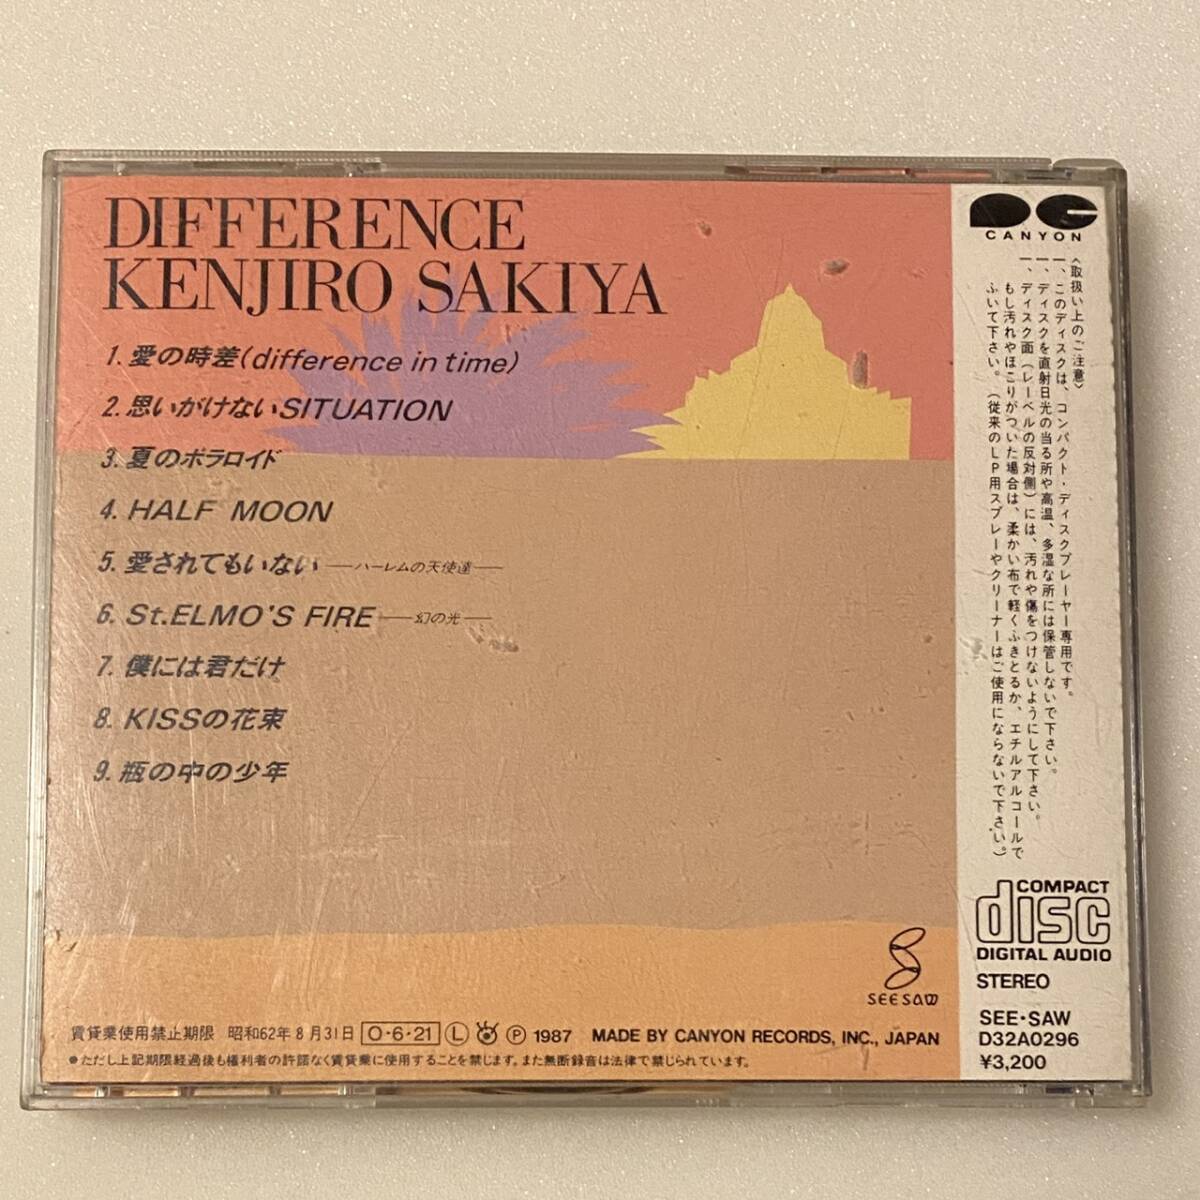 DIFFERENCE
KENJIRO SAKIYA
1. 愛の時差(difference in time)
2. 思いがけないSITUATION
3. 夏のポラロイド
4. HALF MOON
5. 愛されてもいない ―ハーレムの天使達―
6. St.ELMO'S FIRE ―幻の光―
7. 僕には君だけ
8. KISSの花束
9. 瓶の中の少年
SEE SAW
賃貸業使用禁止期限 昭和62年8月31日 O・6・21 Ⓛ Ⓟ 1987 MADE BY CANYON RECORDS, INC., JAPAN
●ただし上記期限経過後も権利者の許諾なく賃貸業に使用することを禁じます。また無断録音は法律で禁じられています。
CANYON
〈取扱い上のご注意〉
一、このディスクは、コンパクト・ディスクプレーヤー専用です。
一、ディスクを直射日光の当る所や高温、多湿な所には保管しないで下さい。
一、ディスク面(レーベルの反対側)には、汚れや傷をつけないようにして下さい。
もし汚れやほこりがついた場合は、柔かい布で軽くふきとるか、エチルアルコールで
ふいて下さい。(従来のLP用スプレーやクリーナーはご使用にならないで下さい。)
COMPACT
disc
DIGITAL AUDIO
STEREO
SEE・SAW
D32A0296
¥3,200